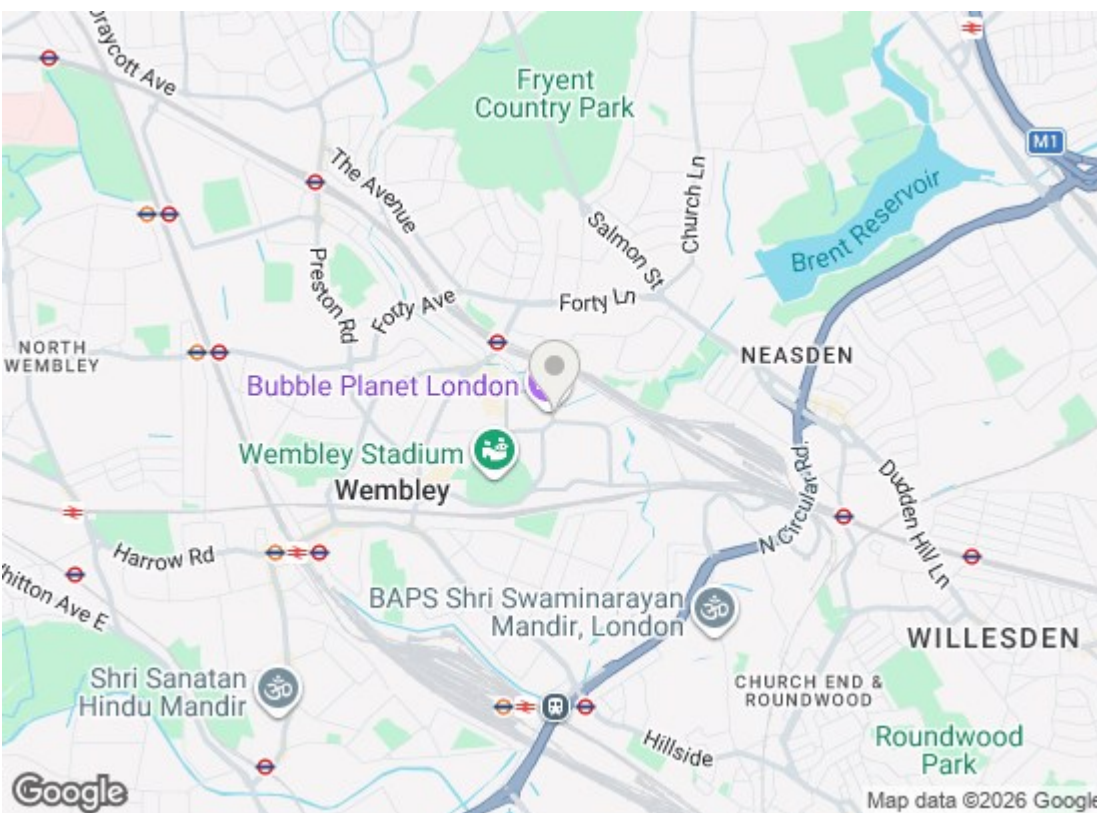 Draycott Ave
Fryent
Country Park
M1
The Avenue
Church Ln
Brent Reservoir
Salmon St
Preston Rd
Forty Ave
Forty Ln
NORTH
WEMBLEY
NEASDEN
Bubble Planet London
Wembley Stadium
Wembley
N Circular Rd.
Dudden Hill Ln
Harrow Rd
Whitton Ave E
BAPS Shri Swaminarayan
Mandir, London
WILLESDEN
Shri Sanatan
Hindu Mandir
CHURCH END &
ROUNDWOOD
Hillside
Roundwood
Park
Google
Map data ©2026 Google